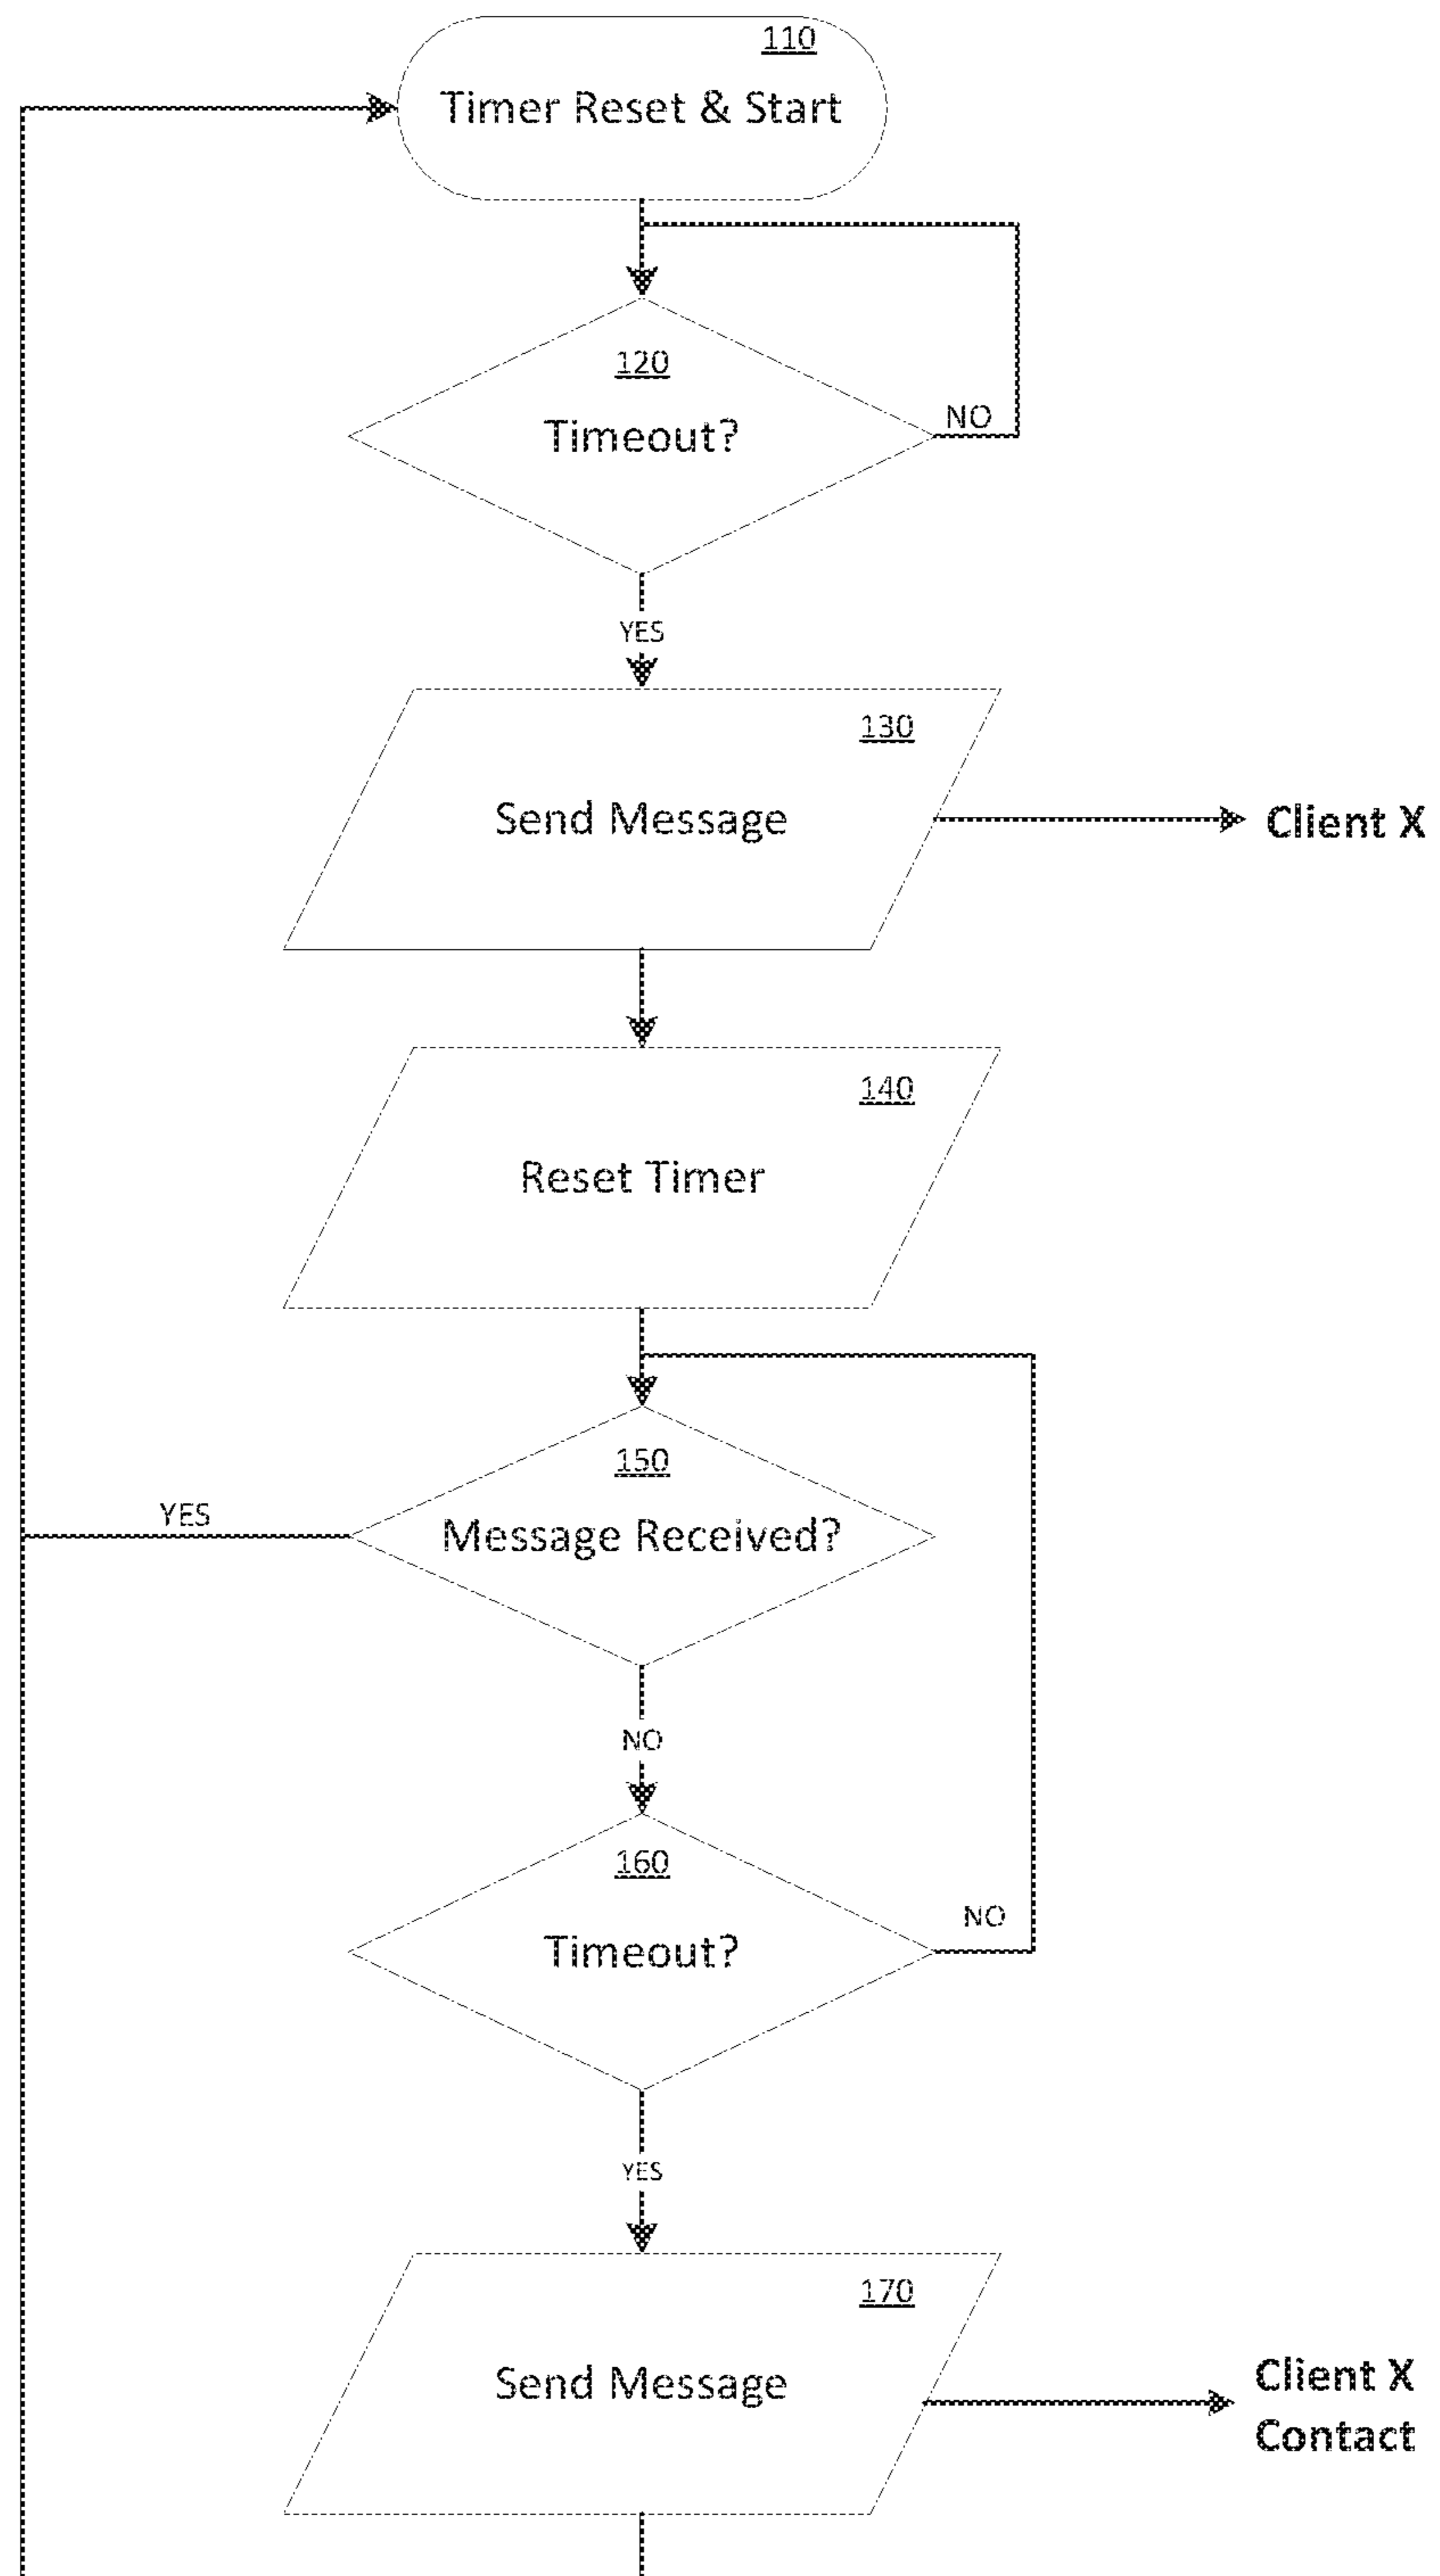 110
Timer Reset & Start
120
Timeout?
NO
YES
130
Send Message
Client X
140
Reset Timer
150
Message Received?
YES
NO
160
Timeout?
NO
YES
170
Send Message
Client X
Contact